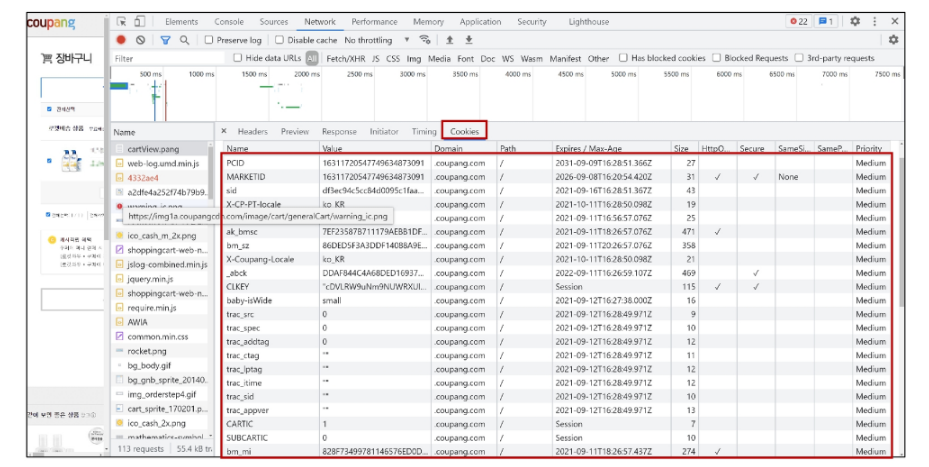 coupang
Elements Console Sources Network Performance Memory Application Security Lighthouse 22 1
Preserve log Disable cache No throttling
장바구니
Filter Hide data URLs All Fetch/XHR JS CSS Img Media Font Doc WS Wasm Manifest Other Has blocked cookies Blocked Requests 3rd-party requests
500 ms 1000 ms 1500 ms 2000 ms 2500 ms 3000 ms 3500 ms 4000 ms 4500 ms 5000 ms 5500 ms 6000 ms 6500 ms 7000 ms 7500 ms
전체선택
Name × Headers Preview Response Initiator Timing Cookies
cartView.pang
web-log.umd.min.js
4332ae4
a2dfe4a252f74b79b9...
warning_ic.png
https://img1a.coupangcdn.com/image/cart/generalCart/warning_ic.png
ico_cash_m_2x.png
shoppingcart-web-n...
jslog-combined.min.js
jquery.min.js
shoppingcart-web-n...
require.min.js
AWIA
common.min.css
rocket.png
bg_body.gif
bg_gnb_sprite_20140...
img_orderstep4.gif
cart_sprite_170201.p...
ico_cash_2x.png
mathematics-symbol
113 requests 55.4 kB tr
Name Value Domain Path Expires / Max-Age Size HttpO... Secure SameSi... SameP... Priority
PCID 16311720547749634873091 .coupang.com / 2031-09-09T16:28:51.366Z 27 Medium
MARKETID 16311720547749634873091 .coupang.com / 2026-09-08T16:20:54.420Z 31 ✓ ✓ None Medium
sid df3ec94c5cc84d0095c1faa... .coupang.com / 2021-09-16T16:28:51.367Z 43 Medium
X-CP-PT-locale ko_KR .coupang.com / 2021-10-11T16:28:50.098Z 19 Medium
.coupang.com / 2021-09-11T16:56:57.076Z 25 Medium
ak_bmsc 7EF23587B711179AEBB1DF... .coupang.com / 2021-09-11T18:26:57.076Z 471 ✓ Medium
bm_sz 86DED5F3A3DDF14088A9E... .coupang.com / 2021-09-11T20:26:57.076Z 358 Medium
X-Coupang-Locale ko_KR .coupang.com / 2021-10-11T16:28:50.098Z 21 Medium
_abck DDAF844C4A68DED16937... .coupang.com / 2022-09-11T16:26:59.107Z 469 ✓ Medium
CLKEY "cDVLRW9uNm9NUWRXUl... .coupang.com / Session 115 ✓ ✓ Medium
baby-isWide small .coupang.com / 2021-09-12T16:27:38.000Z 16 Medium
trac_src 0 .coupang.com / 2021-09-12T16:28:49.971Z 9 Medium
trac_spec 0 .coupang.com / 2021-09-12T16:28:49.971Z 10 Medium
trac_addtag 0 .coupang.com / 2021-09-12T16:28:49.971Z 12 Medium
trac_ctag "" .coupang.com / 2021-09-12T16:28:49.971Z 11 Medium
trac_lptag "" .coupang.com / 2021-09-12T16:28:49.971Z 12 Medium
trac_itime "" .coupang.com / 2021-09-12T16:28:49.971Z 12 Medium
trac_sid "" .coupang.com / 2021-09-12T16:28:49.971Z 10 Medium
trac_appver "" .coupang.com / 2021-09-12T16:28:49.971Z 13 Medium
CARTIC 1 .coupang.com / Session 7 Medium
SUBCARTIC 0 .coupang.com / Session 10 Medium
bm_mi 828F73499781146576ED0D... .coupang.com / 2021-09-11T18:26:57.437Z 274 ✓ Medium